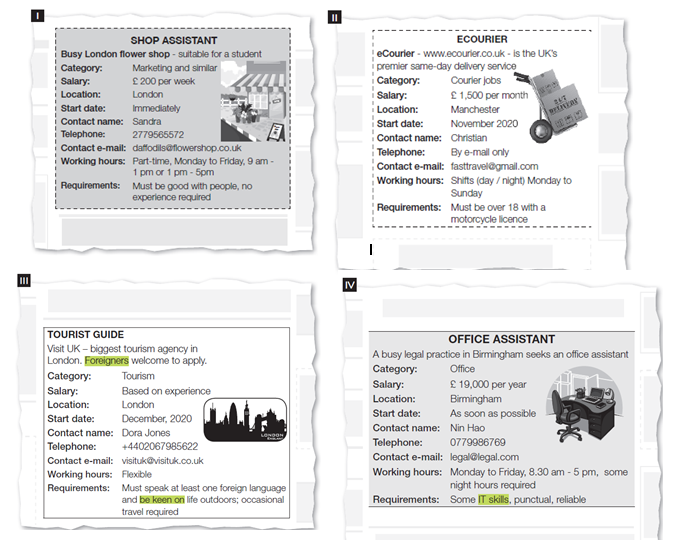 I
SHOP ASSISTANT
Busy London flower shop - suitable for a student
Category: Marketing and similar
Salary: £ 200 per week
Location: London
Start date: Immediately
Contact name: Sandra
Telephone: 2779565572
Contact e-mail: daffodils@flowershop.co.uk
Working hours: Part-time, Monday to Friday, 9 am -
1 pm or 1 pm - 5pm
Requirements: Must be good with people, no
experience required
II
ECOURIER
eCourier - www.ecourier.co.uk - is the UK's
premier same-day delivery service
Category: Courier jobs
Salary: £ 1,500 per month
Location: Manchester
Start date: November 2020
Contact name: Christian
Telephone: By e-mail only
Contact e-mail: fasttravel@gmail.com
Working hours: Shifts (day / night) Monday to
Sunday
Requirements: Must be over 18 with a
motorcycle licence
24/7
DELIVERY
III
TOURIST GUIDE
Visit UK – biggest tourism agency in
London. Foreigners welcome to apply.
Category: Tourism
Salary: Based on experience
Location: London
Start date: December, 2020
Contact name: Dora Jones
Telephone: +4402067985622
Contact e-mail: visituk@visituk.co.uk
Working hours: Flexible
Requirements: Must speak at least one foreign language
and be keen on life outdoors; occasional
travel required
LONDON
ENGLAND
IV
OFFICE ASSISTANT
A busy legal practice in Birmingham seeks an office assistant
Category: Office
Salary: £ 19,000 per year
Location: Birmingham
Start date: As soon as possible
Contact name: Nin Hao
Telephone: 0779986769
Contact e-mail: legal@legal.com
Working hours: Monday to Friday, 8.30 am - 5 pm, some
night hours required
Requirements: Some IT skills, punctual, reliable